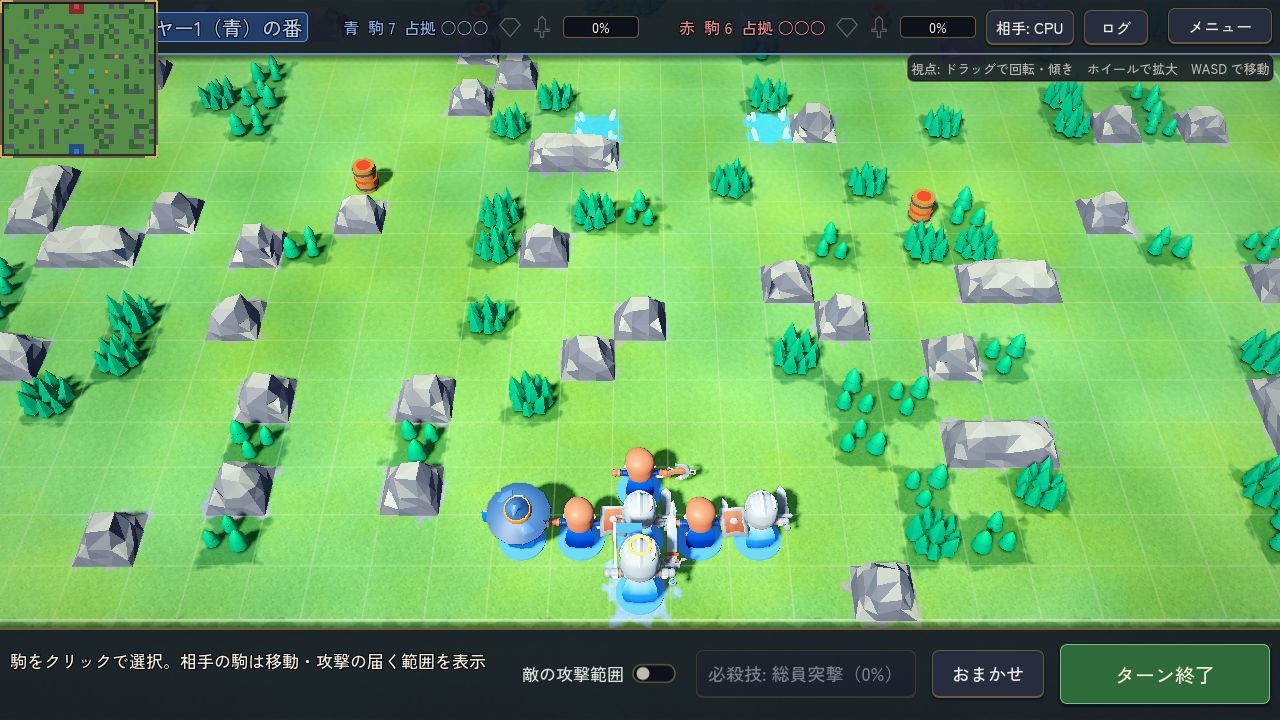 ヤー1（青）の番
青 駒 7 占拠 〇〇〇
0%
赤 駒 6 占拠 〇〇〇
0%
相手: CPU
ログ
メニュー
視点: ドラッグで回転・傾き ホイールで拡大 WASD で移動
駒をクリックで選択。相手の駒は移動・攻撃の届く範囲を表示
敵の攻撃範囲
必殺技: 総員突撃（0%）
おまかせ
ターン終了